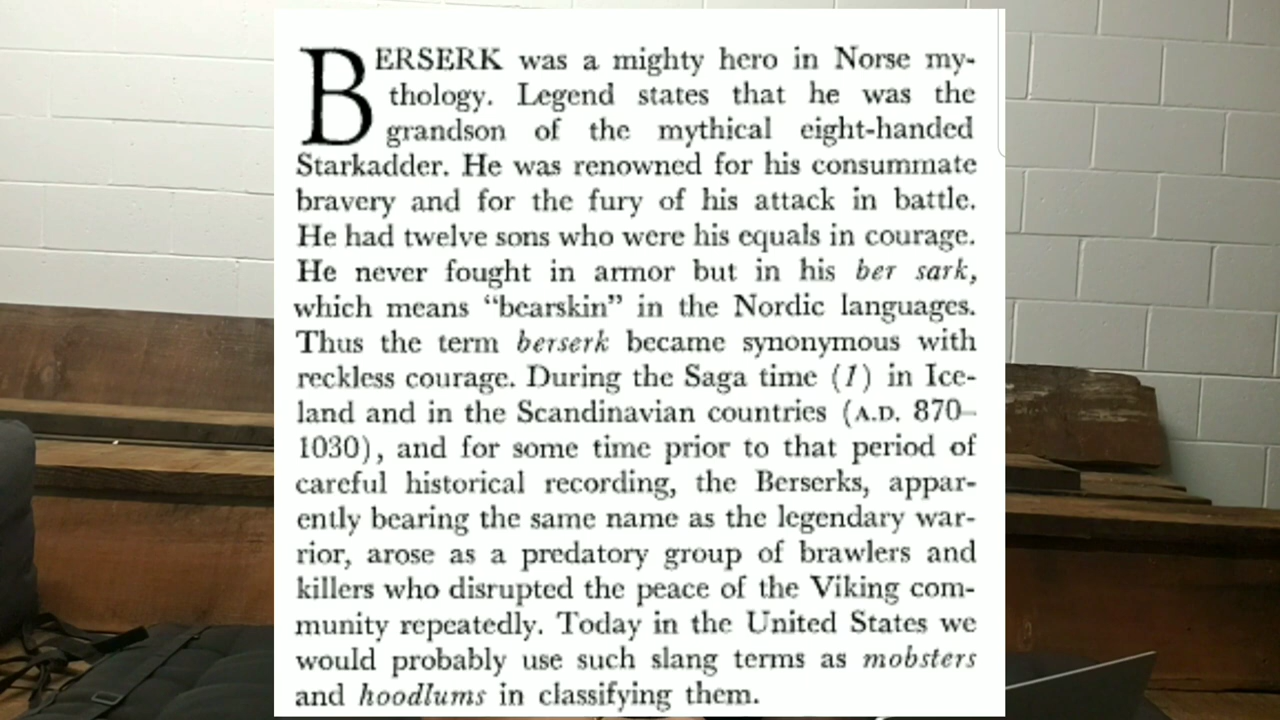 BERSERK was a mighty hero in Norse my-
thology. Legend states that he was the
grandson of the mythical eight-handed
Starkadder. He was renowned for his consummate
bravery and for the fury of his attack in battle.
He had twelve sons who were his equals in courage.
He never fought in armor but in his ber sark,
which means “bearskin” in the Nordic languages.
Thus the term berserk became synonymous with
reckless courage. During the Saga time (1) in Ice-
land and in the Scandinavian countries (A.D. 870–
1030), and for some time prior to that period of
careful historical recording, the Berserks, appar-
ently bearing the same name as the legendary war-
rior, arose as a predatory group of brawlers and
killers who disrupted the peace of the Viking com-
munity repeatedly. Today in the United States we
would probably use such slang terms as mobsters
and hoodlums in classifying them.